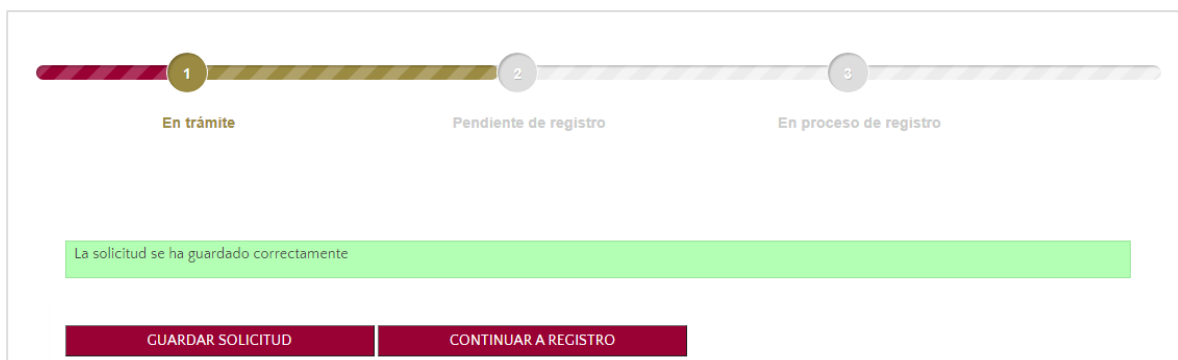 1 2 3
En trámite Pendiente de registro En proceso de registro
La solicitud se ha guardado correctamente
GUARDAR SOLICITUD CONTINUAR A REGISTRO